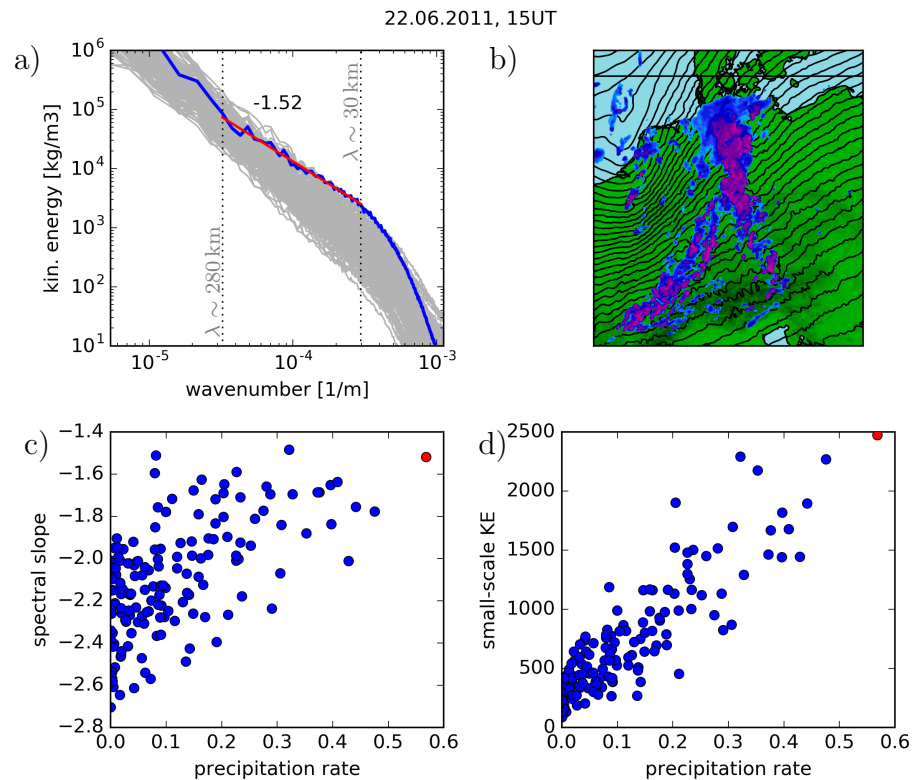 22.06.2011, 15UT
a)
10^6
10^5
10^4
10^3
10^2
10^1
kin. energy [kg/m3]
-1.52
λ ∼ 280 km
λ ∼ 30 km
10^-5
10^-4
10^-3
wavenumber [1/m]
b)
c)
−1.4
−1.6
−1.8
−2.0
−2.2
−2.4
−2.6
−2.8
spectral slope
0.0 0.1 0.2 0.3 0.4 0.5 0.6
precipitation rate
d)
2500
2000
1500
1000
500
0
small-scale KE
0.0 0.1 0.2 0.3 0.4 0.5 0.6
precipitation rate